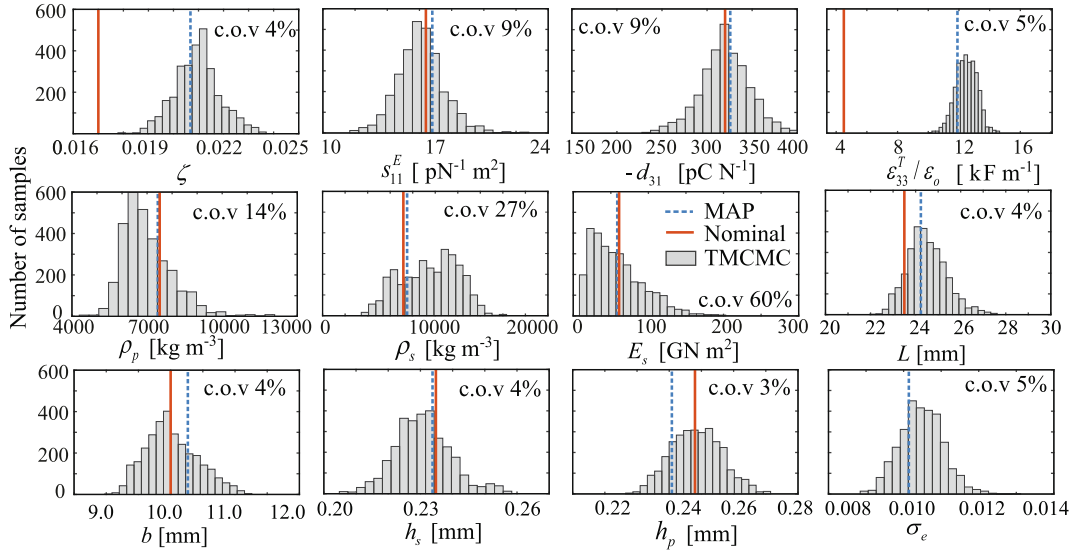 Number of samples
600
400
200
0
c.o.v 4%
0.016 0.019 0.022 0.025
ζ
c.o.v 9%
10 17 24
s₁₁ᴱ [ pN⁻¹ m²]
c.o.v 9%
150 200 300 400
-d₃₁ [pC N⁻¹]
c.o.v 5%
4 8 12 16
ε₃₃ᵀ / εₒ [ kF m⁻¹]
600
400
200
0
c.o.v 14%
4000 7000 10000 13000
ρₚ [kg m⁻³]
c.o.v 27%
0 10000 20000
ρₛ [kg m⁻³]
MAP
Nominal
TMCMC
c.o.v 60%
0 100 200 300
Eₛ [GN m²]
c.o.v 4%
20 22 24 26 28 30
L [mm]
600
400
200
0
c.o.v 4%
9.0 10.0 11.0 12.0
b [mm]
c.o.v 4%
0.20 0.26
hₛ [mm]
c.o.v 3%
0.22 0.24 0.26 0.28
hₚ [mm]
c.o.v 5%
0.008 0.010 0.012 0.014
σₑ